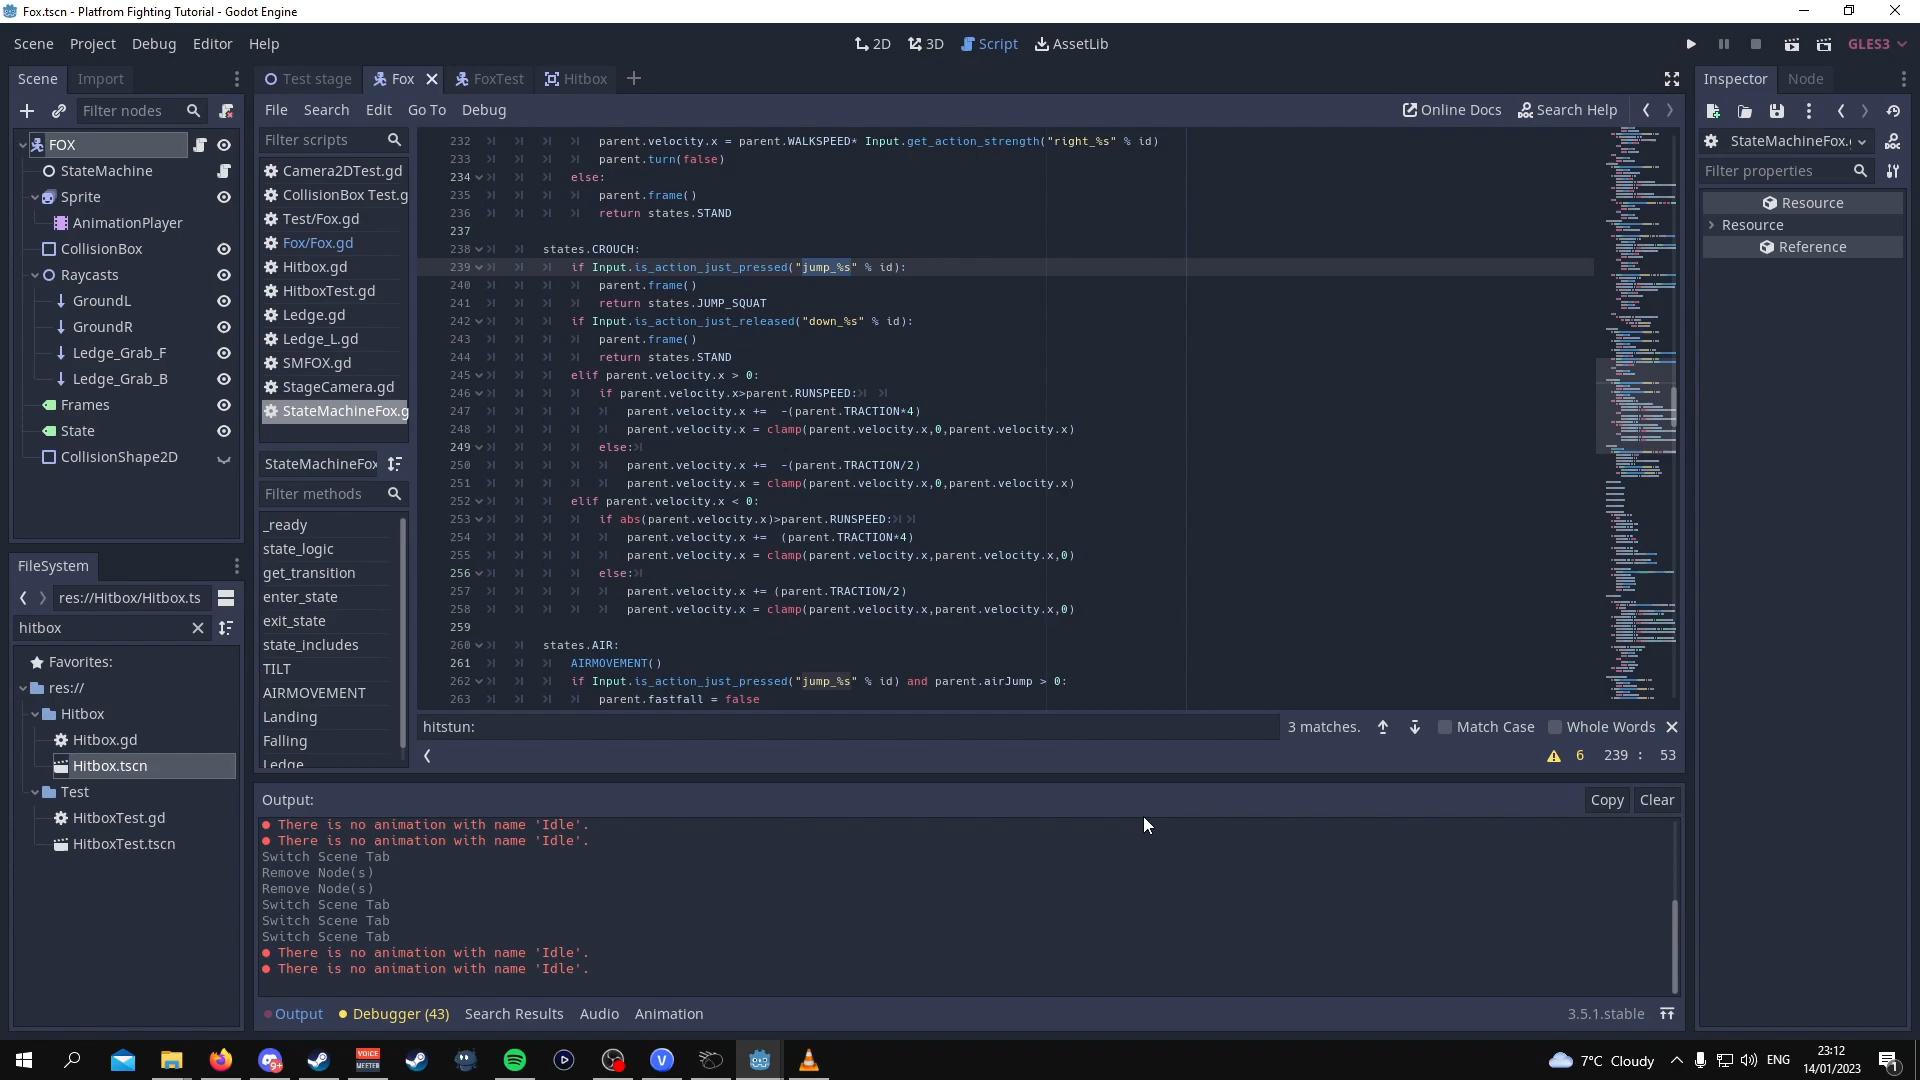 Fox.tscn - Platfrom Fighting Tutorial - Godot Engine
Scene Project Debug Editor Help
2D 3D Script AssetLib
GLES3
Scene Import
Filter nodes
FOX
StateMachine
Sprite
AnimationPlayer
CollisionBox
Raycasts
GroundL
GroundR
Ledge_Grab_F
Ledge_Grab_B
Frames
State
CollisionShape2D
FileSystem
res://Hitbox/Hitbox.ts
hitbox
Favorites:
res://
Hitbox
Hitbox.gd
Hitbox.tscn
Test
HitboxTest.gd
HitboxTest.tscn
Test stage Fox FoxTest Hitbox
File Search Edit Go To Debug
Online Docs Search Help
Filter scripts
Camera2DTest.gd
CollisionBox Test.g
Test/Fox.gd
Fox/Fox.gd
Hitbox.gd
HitboxTest.gd
Ledge.gd
Ledge_L.gd
SMFOX.gd
StageCamera.gd
StateMachineFox.g
StateMachineFox
Filter methods
_ready
state_logic
get_transition
enter_state
exit_state
state_includes
TILT
AIRMOVEMENT
Landing
Falling
Ledge
232 parent.velocity.x = parent.WALKSPEED* Input.get_action_strength("right_%s" % id)
233 parent.turn(false)
234 else:
235 parent.frame()
236 return states.STAND
237
238 states.CROUCH:
239 if Input.is_action_just_pressed("jump_%s" % id):
240 parent.frame()
241 return states.JUMP_SQUAT
242 if Input.is_action_just_released("down_%s" % id):
243 parent.frame()
244 return states.STAND
245 elif parent.velocity.x > 0:
246 if parent.velocity.x>parent.RUNSPEED:
247 parent.velocity.x += -(parent.TRACTION*4)
248 parent.velocity.x = clamp(parent.velocity.x,0,parent.velocity.x)
249 else:
250 parent.velocity.x += -(parent.TRACTION/2)
251 parent.velocity.x = clamp(parent.velocity.x,0,parent.velocity.x)
252 elif parent.velocity.x < 0:
253 if abs(parent.velocity.x)>parent.RUNSPEED:
254 parent.velocity.x += (parent.TRACTION*4)
255 parent.velocity.x = clamp(parent.velocity.x,parent.velocity.x,0)
256 else:
257 parent.velocity.x += (parent.TRACTION/2)
258 parent.velocity.x = clamp(parent.velocity.x,parent.velocity.x,0)
259
260 states.AIR:
261 AIRMOVEMENT()
262 if Input.is_action_just_pressed("jump_%s" % id) and parent.airJump > 0:
263 parent.fastfall = false
hitstun: 3 matches. Match Case Whole Words
6 239 : 53
Output: Copy Clear
There is no animation with name 'Idle'.
There is no animation with name 'Idle'.
Switch Scene Tab
Remove Node(s)
Remove Node(s)
Switch Scene Tab
Switch Scene Tab
Switch Scene Tab
There is no animation with name 'Idle'.
There is no animation with name 'Idle'.
Output Debugger (43) Search Results Audio Animation 3.5.1.stable
Inspector Node
StateMachineFox.
Filter properties
Resource
Resource
Reference
9+
VOICE
MEETER
V
7°C Cloudy ENG
23:12
14/01/2023
1